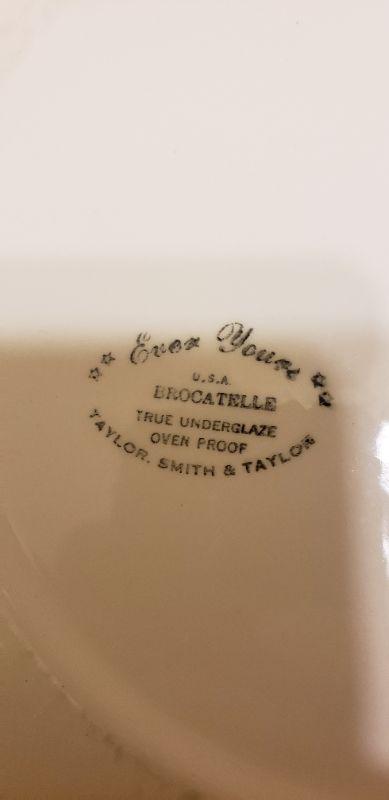 Ever Yours
U.S.A.
BROCATELLE
TRUE UNDERGLAZE
OVEN PROOF
TAYLOR, SMITH & TAYLOR